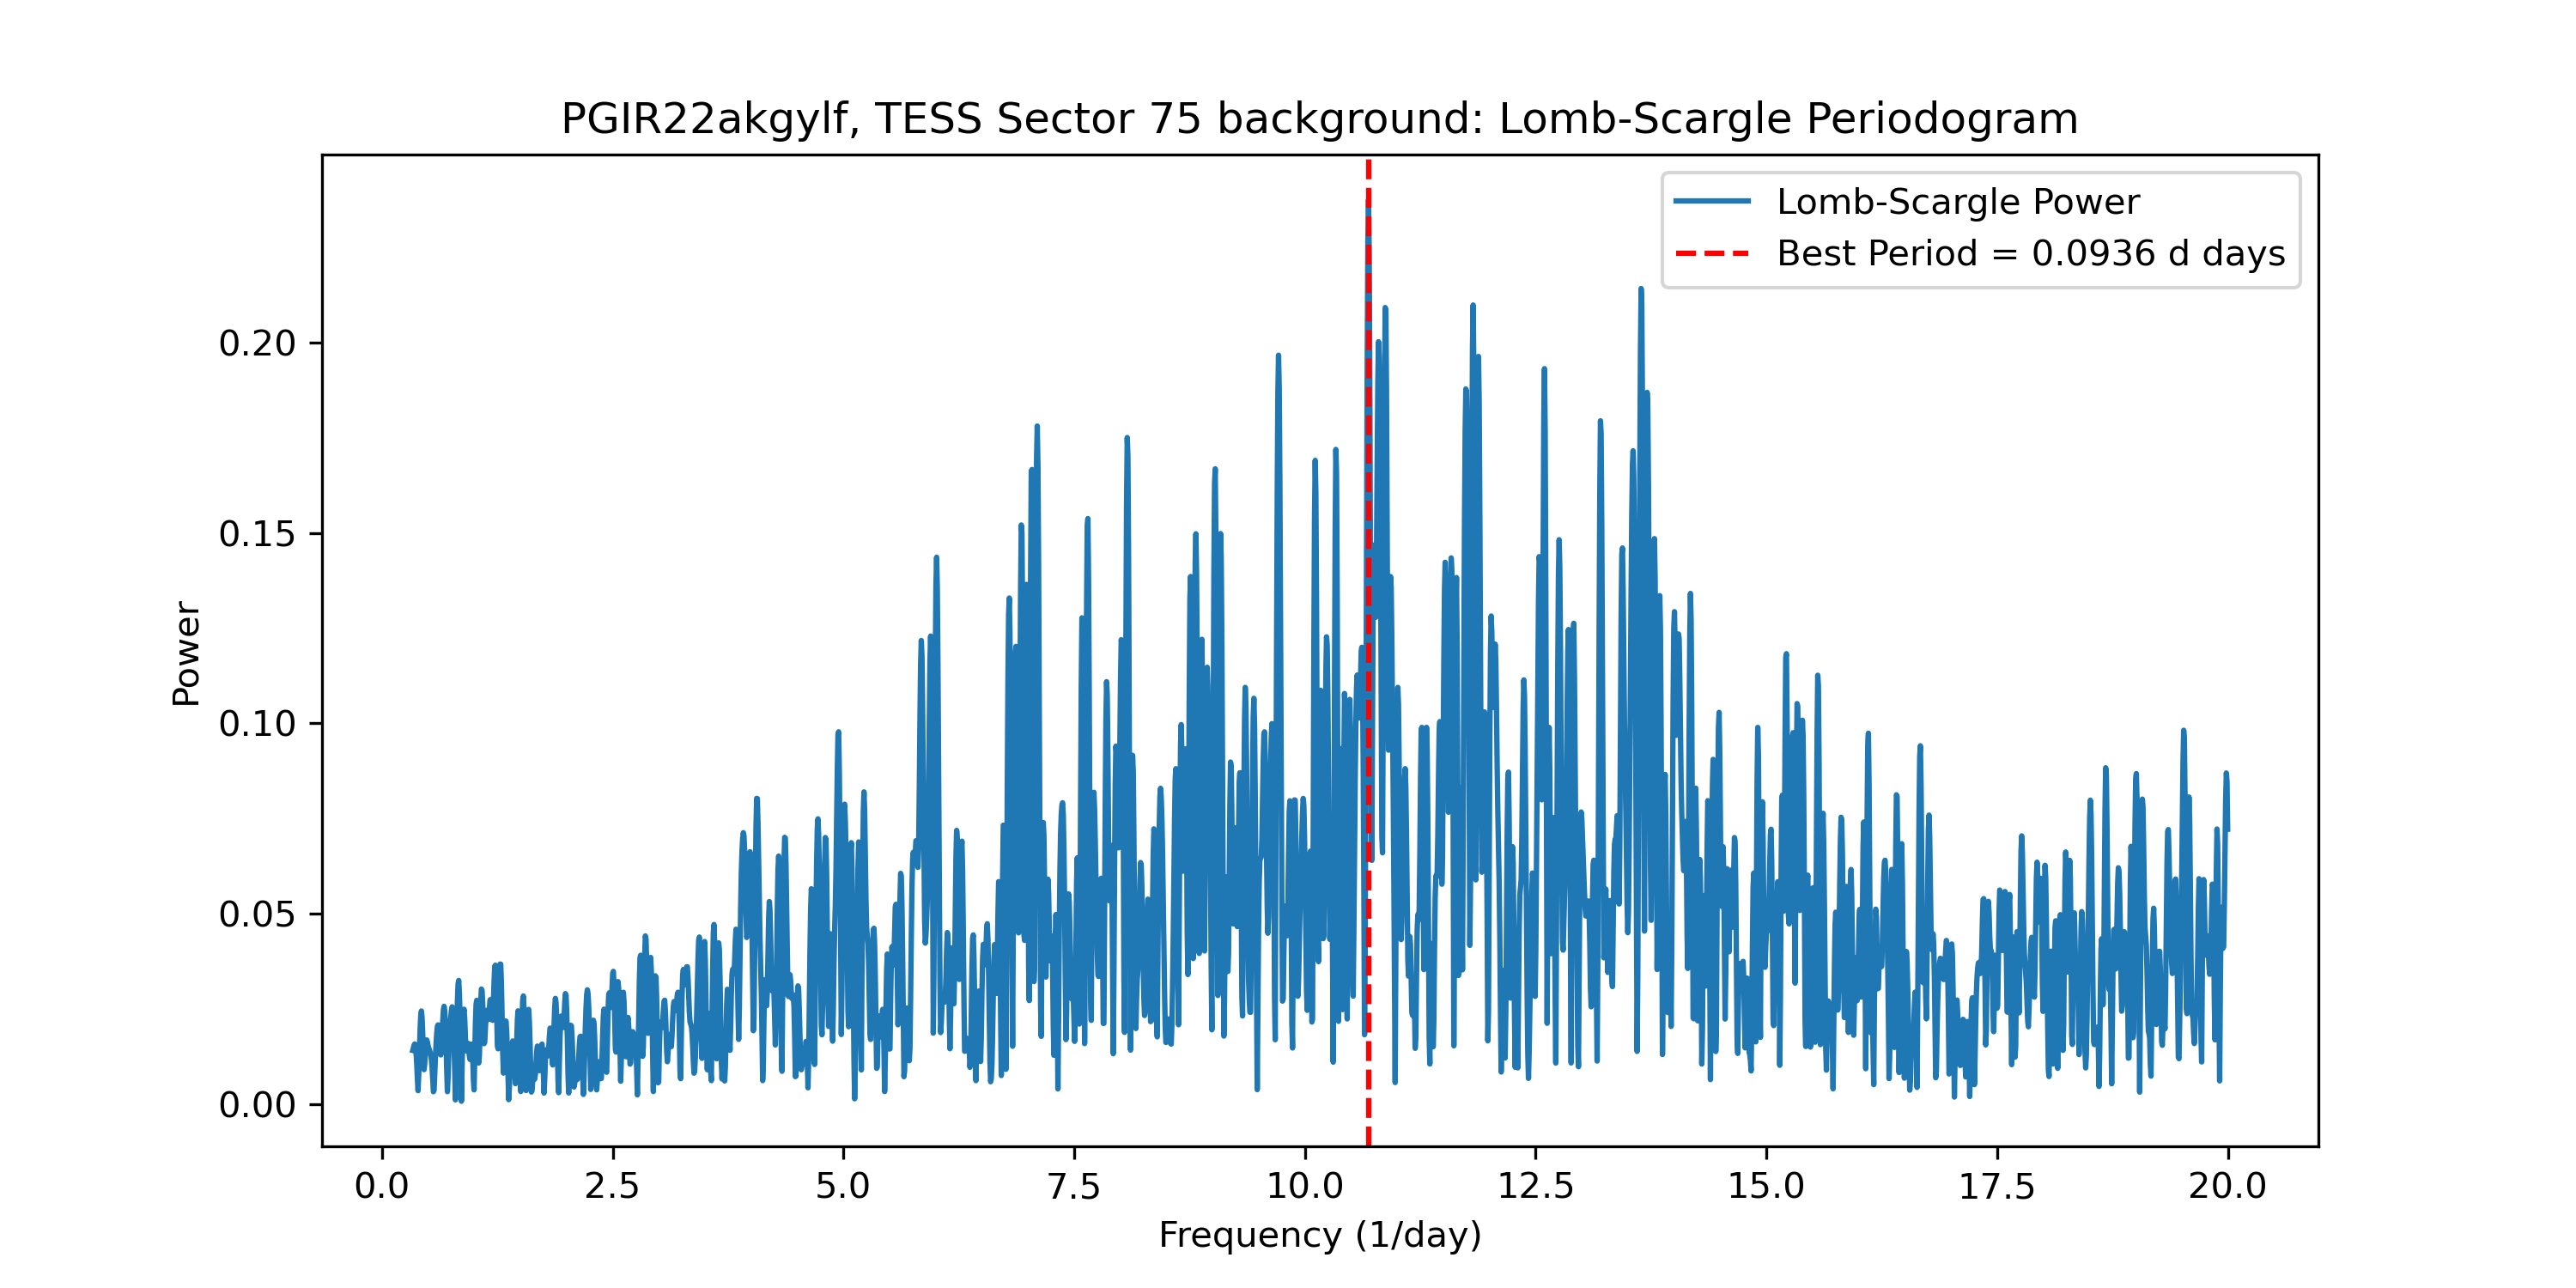 PGIR22akgylf, TESS Sector 75 background: Lomb-Scargle Periodogram
Lomb-Scargle Power
Best Period = 0.0936 d days
Power
0.20
0.15
0.10
0.05
0.00
0.0 2.5 5.0 7.5 10.0 12.5 15.0 17.5 20.0
Frequency (1/day)